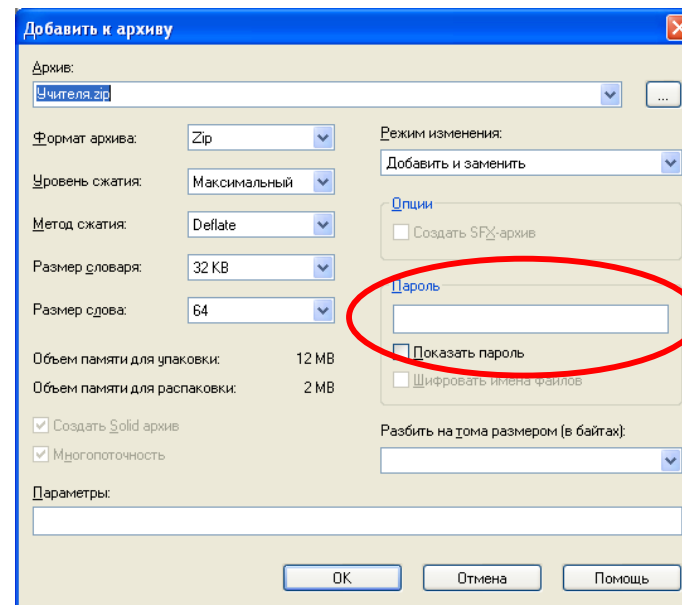 Добавить к архиву
Архив:
Учителя.zip
...
Формат архива:
Zip
Уровень сжатия:
Максимальный
Метод сжатия:
Deflate
Размер словаря:
32 KB
Размер слова:
64
Объем памяти для упаковки:
12 MB
Объем памяти для распаковки:
2 MB
Создать Solid архив
Многопоточность
Режим изменения:
Добавить и заменить
Опции
Создать SFX-архив
Пароль
Показать пароль
Шифровать имена файлов
Разбить на тома размером (в байтах):
Параметры:
OK
Отмена
Помощь